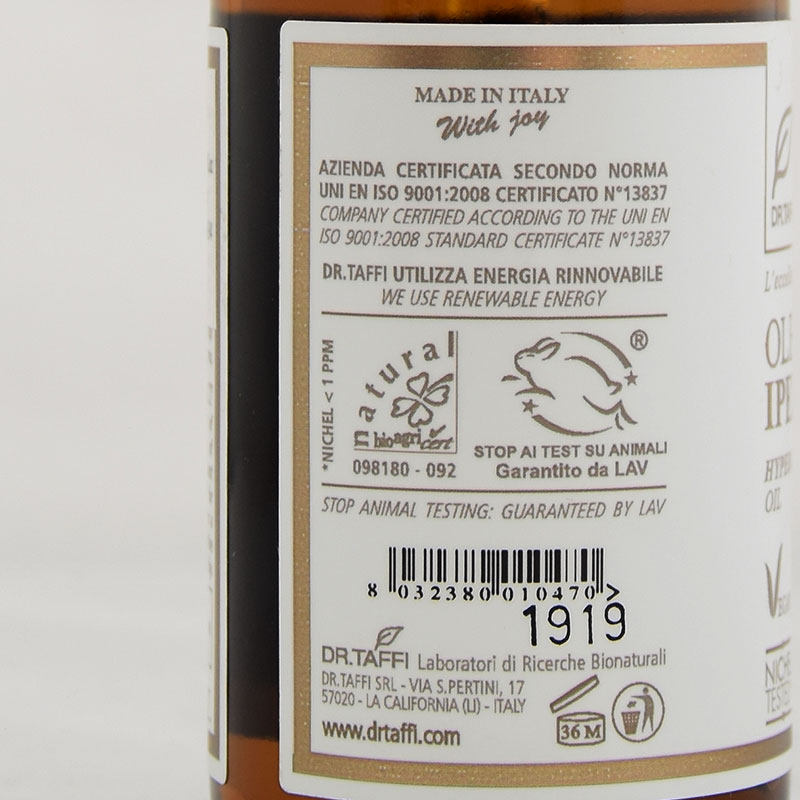 MADE IN ITALY
With joy
AZIENDA CERTIFICATA SECONDO NORMA
UNI EN ISO 9001:2008 CERTIFICATO N°13837
COMPANY CERTIFIED ACCORDING TO THE UNI EN
ISO 9001:2008 STANDARD CERTIFICATE N°13837
DR.TAFFI UTILIZZA ENERGIA RINNOVABILE
WE USE RENEWABLE ENERGY
*NICHEL < 1 PPM
natural
bioagricert
098180 - 092
®
STOP AI TEST SU ANIMALI
Garantito da LAV
STOP ANIMAL TESTING: GUARANTEED BY LAV
8 032380 010470 >
1919
DR.TAFFI Laboratori di Ricerche Bionaturali
DR.TAFFI SRL - VIA S.PERTINI, 17
57020 - LA CALIFORNIA (LI) - ITALY
www.drtaffi.com
36 M
OIL